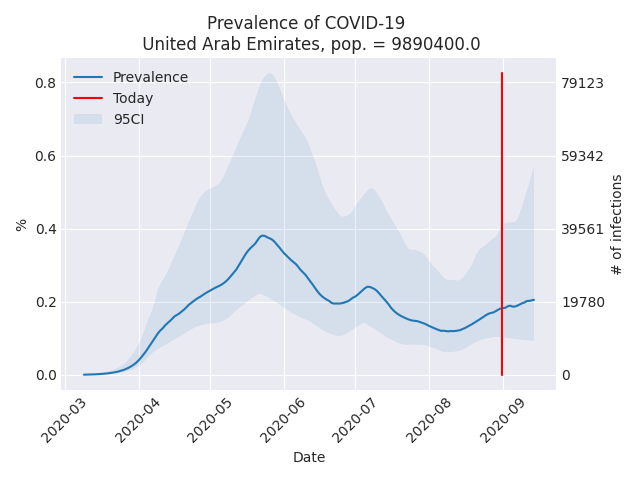 Prevalence of COVID-19
United Arab Emirates, pop. = 9890400.0
Prevalence
Today
95CI
0.8
0.6
0.4
0.2
0.0
%
79123
59342
39561
19780
0
# of infections
2020-03
2020-04
2020-05
2020-06
2020-07
2020-08
2020-09
Date